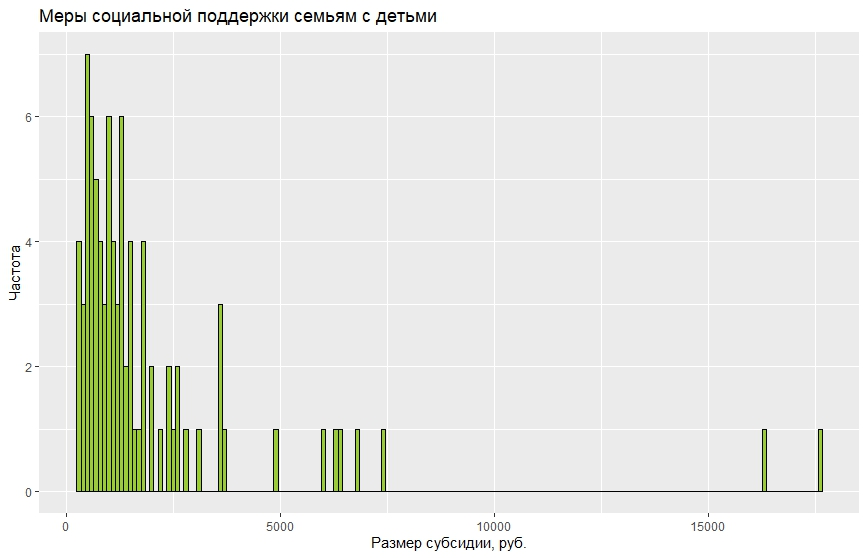 Меры социальной поддержки семьям с детьми
Частота
6
4
2
0
0
5000
10000
15000
Размер субсидии, руб.